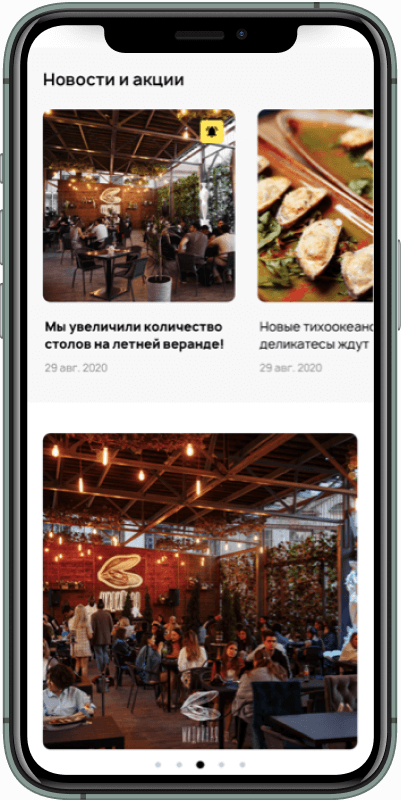 Новости и акции
Мы увеличили количество
столов на летней веранде!
29 авг. 2020
Новые тихоокеанс
деликатесы ждут
29 авг. 2020